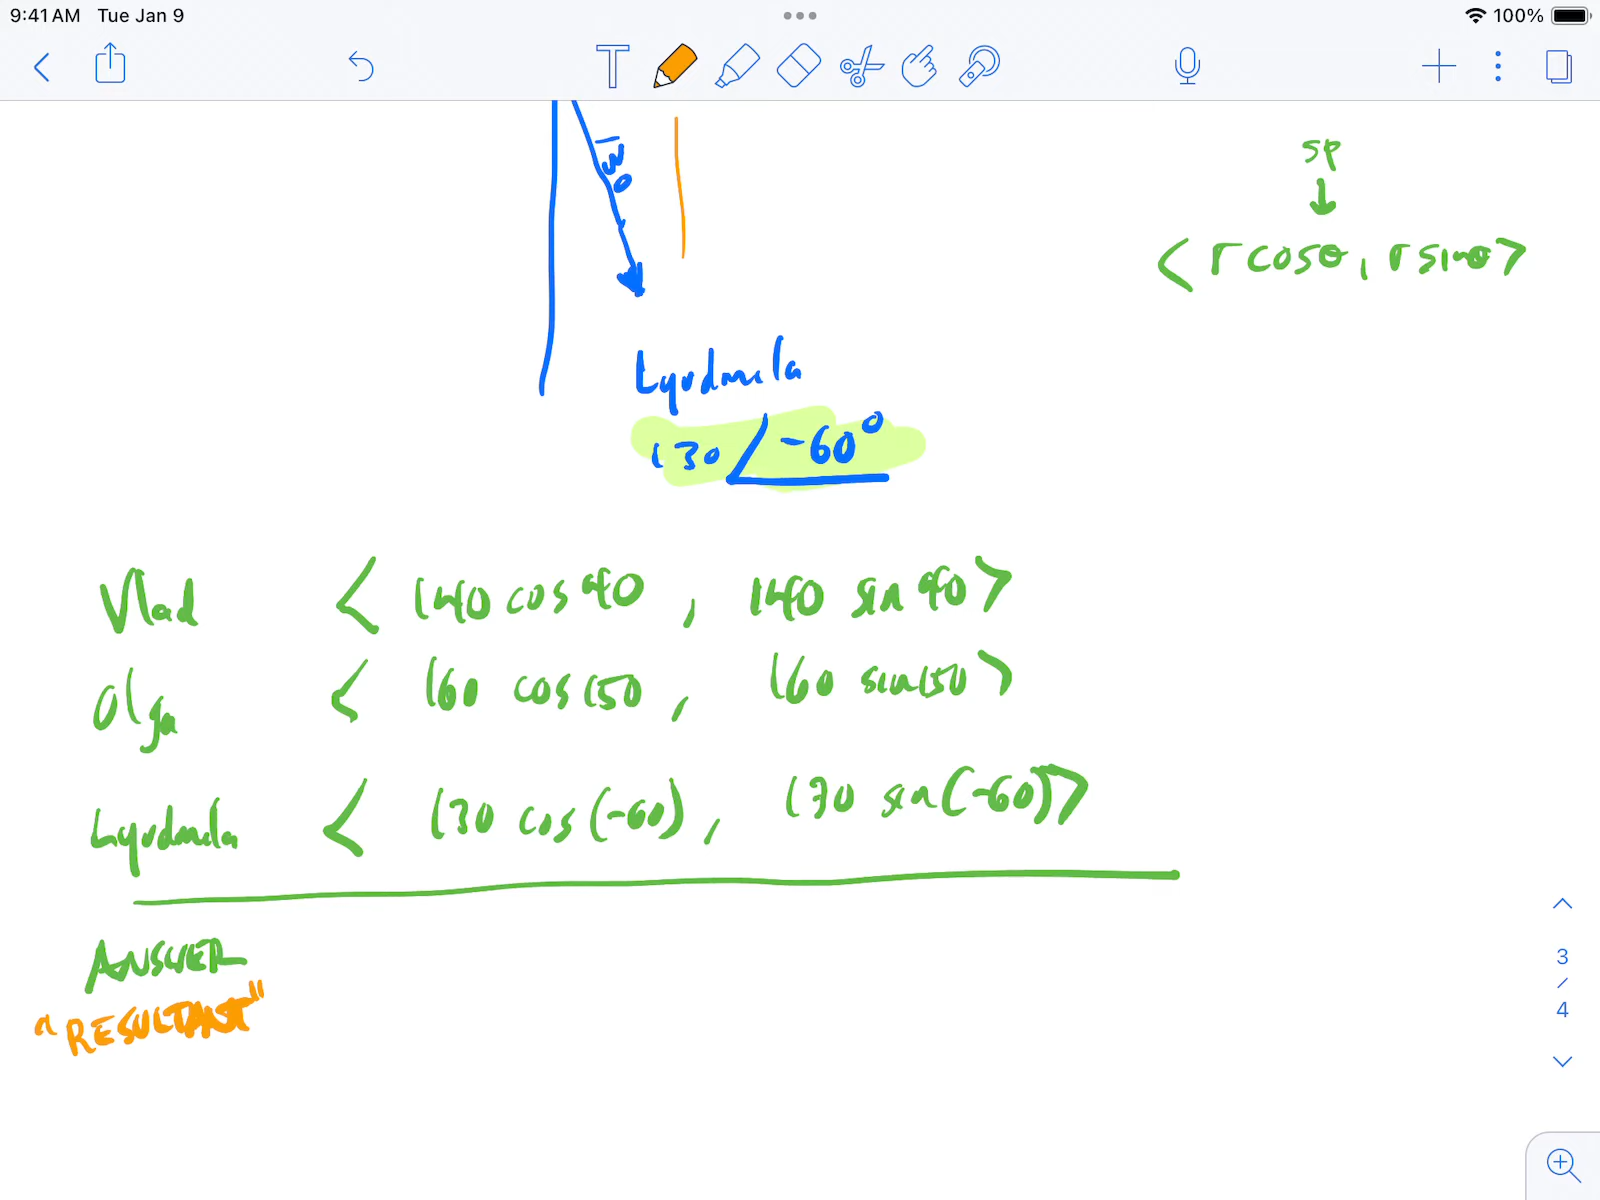 9:41 AM Tue Jan 9
100%
T
sp
↓
< r cosθ, r sinθ >
Lyudmila
130 ∠ -60°
Vlad < 140 cos 40 , 140 sin 40 >
Olga < 160 cos 150 , 160 sin 150 >
Lyudmila < 130 cos (-60) , 130 sin (-60) >
ANSWER
"RESULTANT"
3
/
4